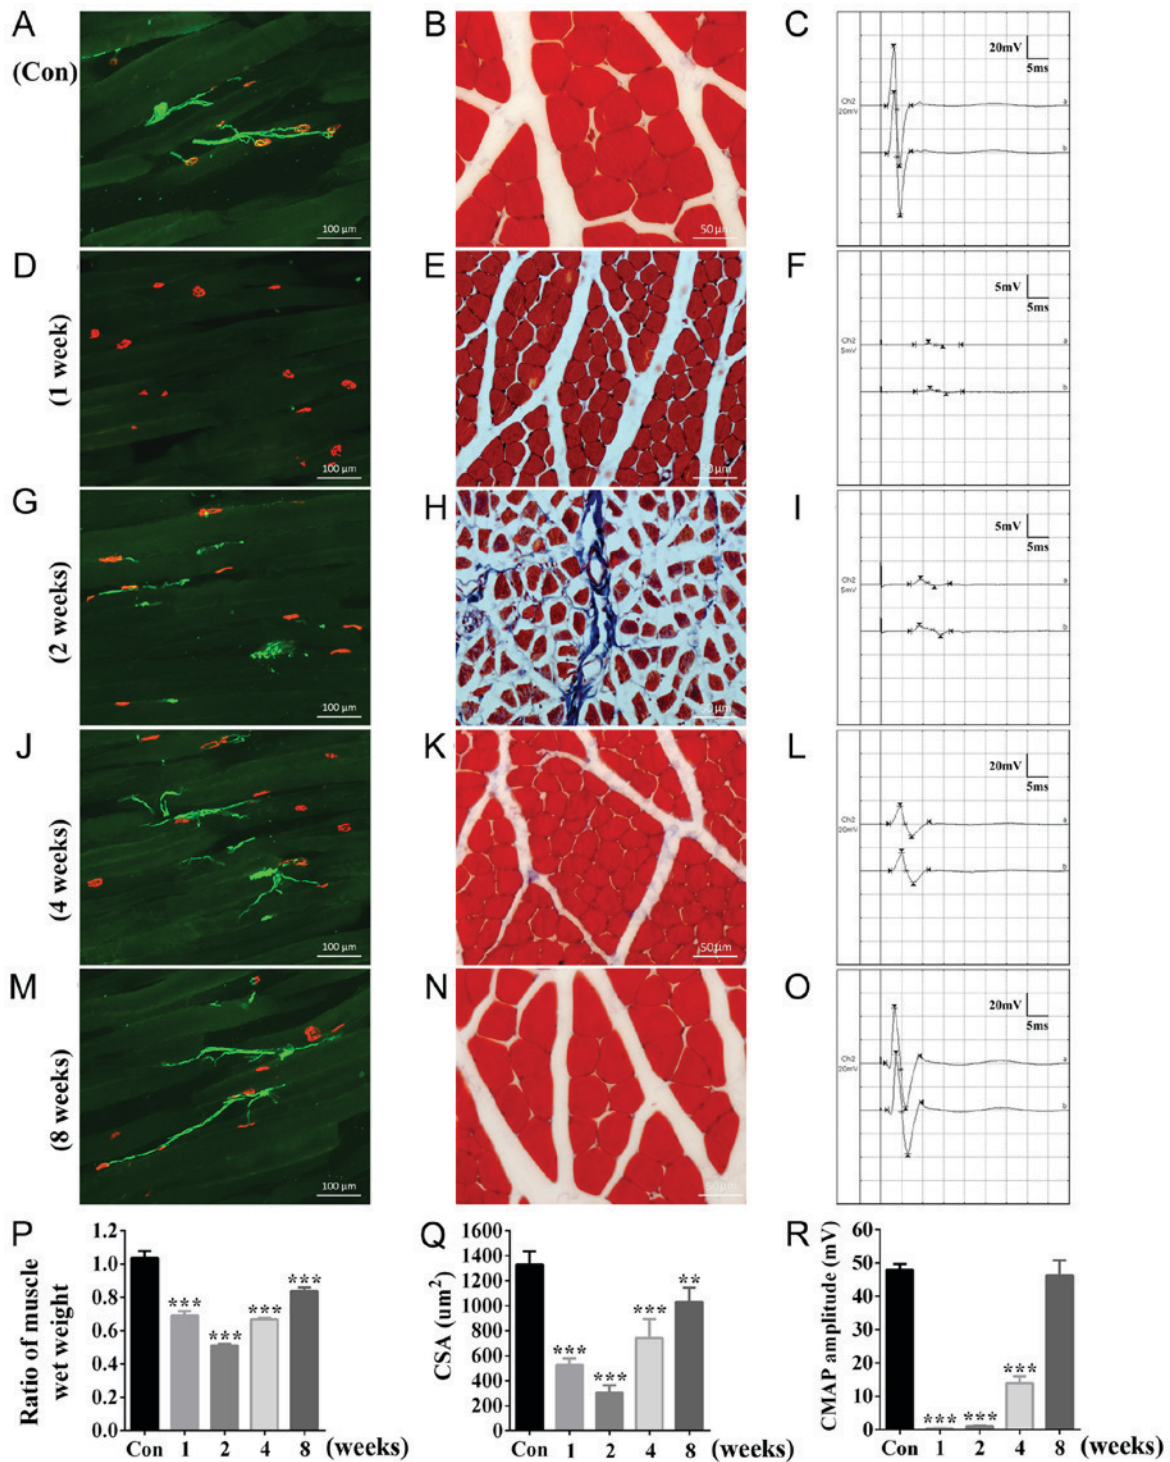 A
(Con)
100 µm
B
50 µm
C
20mV
5ms
Ch2
20mV
a
b
D
(1 week)
100 µm
E
50 µm
F
5mV
5ms
Ch2
5mV
a
b
G
(2 weeks)
100 µm
H
50 µm
I
5mV
5ms
Ch2
5mV
a
b
J
(4 weeks)
100 µm
K
50 µm
L
20mV
5ms
Ch2
20mV
a
b
M
(8 weeks)
100 µm
N
50 µm
O
20mV
5ms
Ch2
20mV
a
b
P
Ratio of muscle
wet weight
1.2
1.0
0.8
0.6
0.4
0.2
0.0
***
***
***
***
Con 1 2 4 8 (weeks)
Q
CSA (um²)
1600
1400
1200
1000
800
600
400
200
0
***
***
***
**
Con 1 2 4 8 (weeks)
R
CMAP amplitude (mV)
60
50
40
30
20
10
0
***
***
***
Con 1 2 4 8 (weeks)